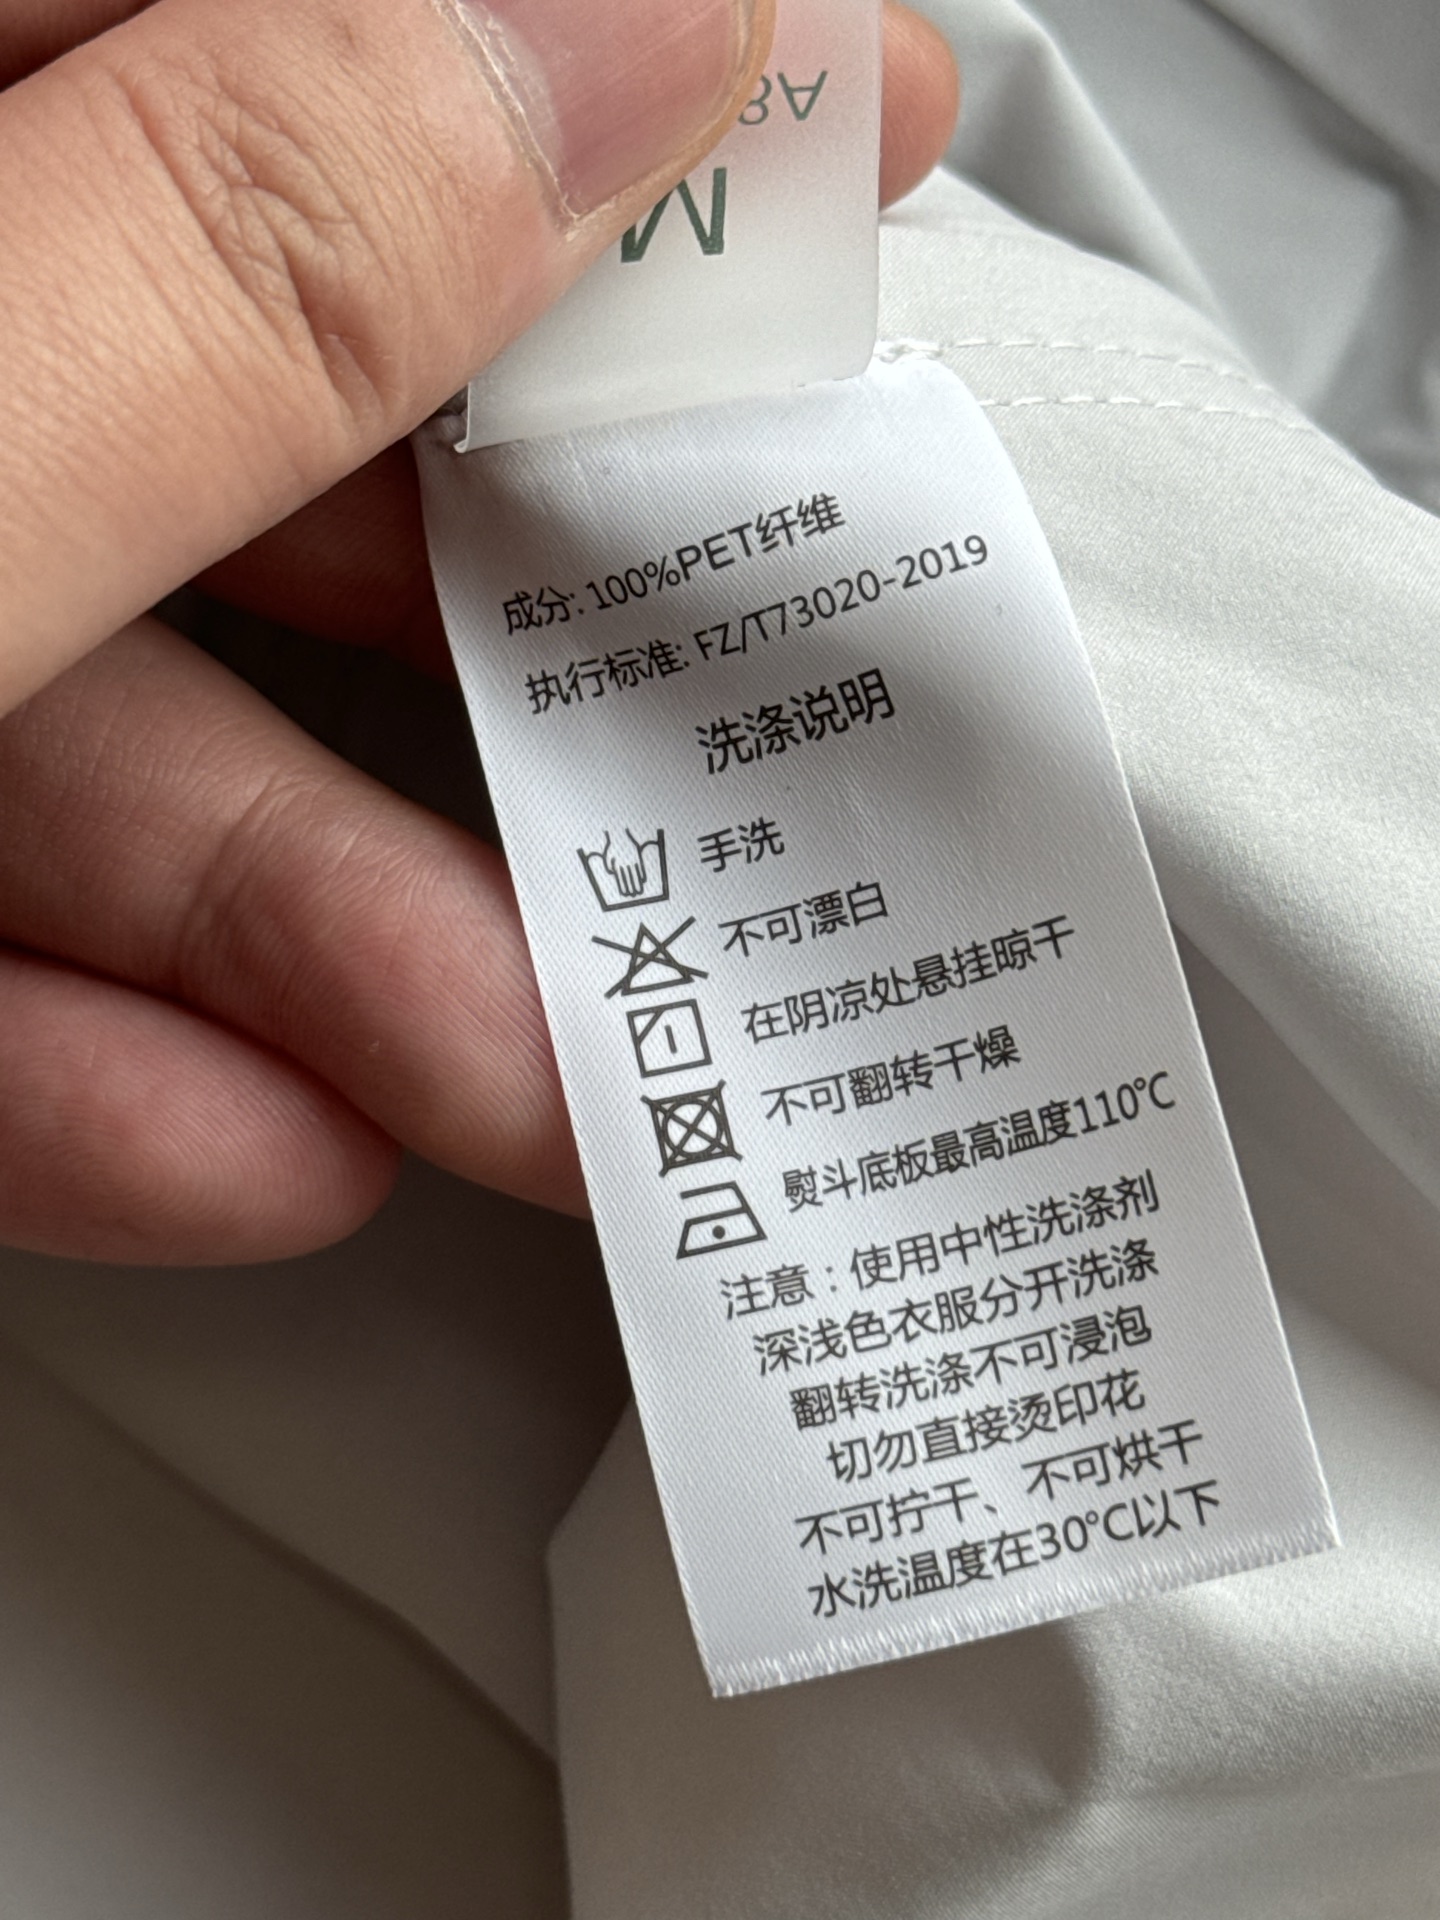 A8
M
成分: 100%PET纤维
执行标准: FZ/T73020-2019
洗涤说明
手洗
不可漂白
在阴凉处悬挂晾干
不可翻转干燥
熨斗底板最高温度110℃
注意：使用中性洗涤剂
深浅色衣服分开洗涤
翻转洗涤不可浸泡
切勿直接烫印花
不可拧干、不可烘干
水洗温度在30℃以下